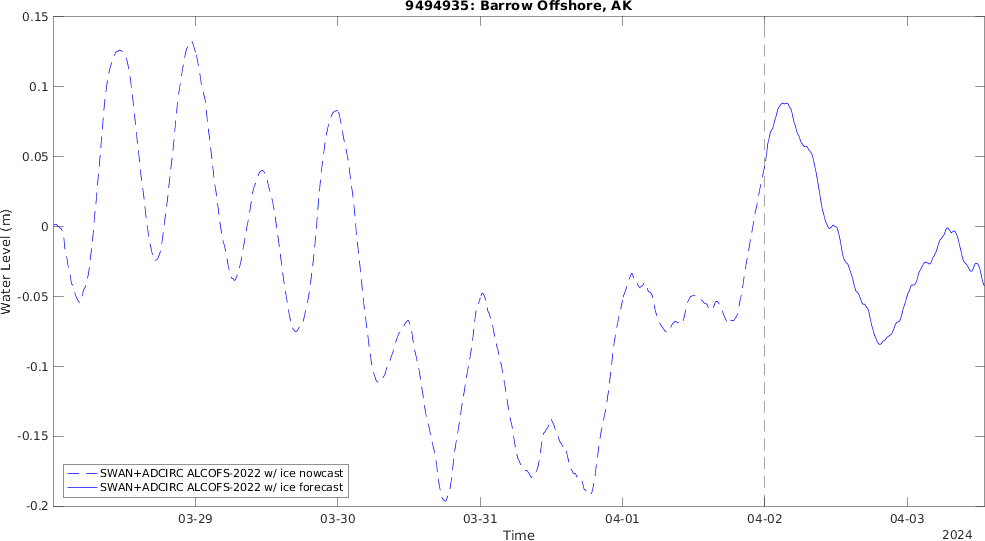 9494935: Barrow Offshore, AK
0.15
0.1
0.05
0
-0.05
-0.1
-0.15
-0.2
Water Level (m)
SWAN+ADCIRC ALCOFS-2022 w/ ice nowcast
SWAN+ADCIRC ALCOFS-2022 w/ ice forecast
03-29 03-30 03-31 04-01 04-02 04-03
Time
2024